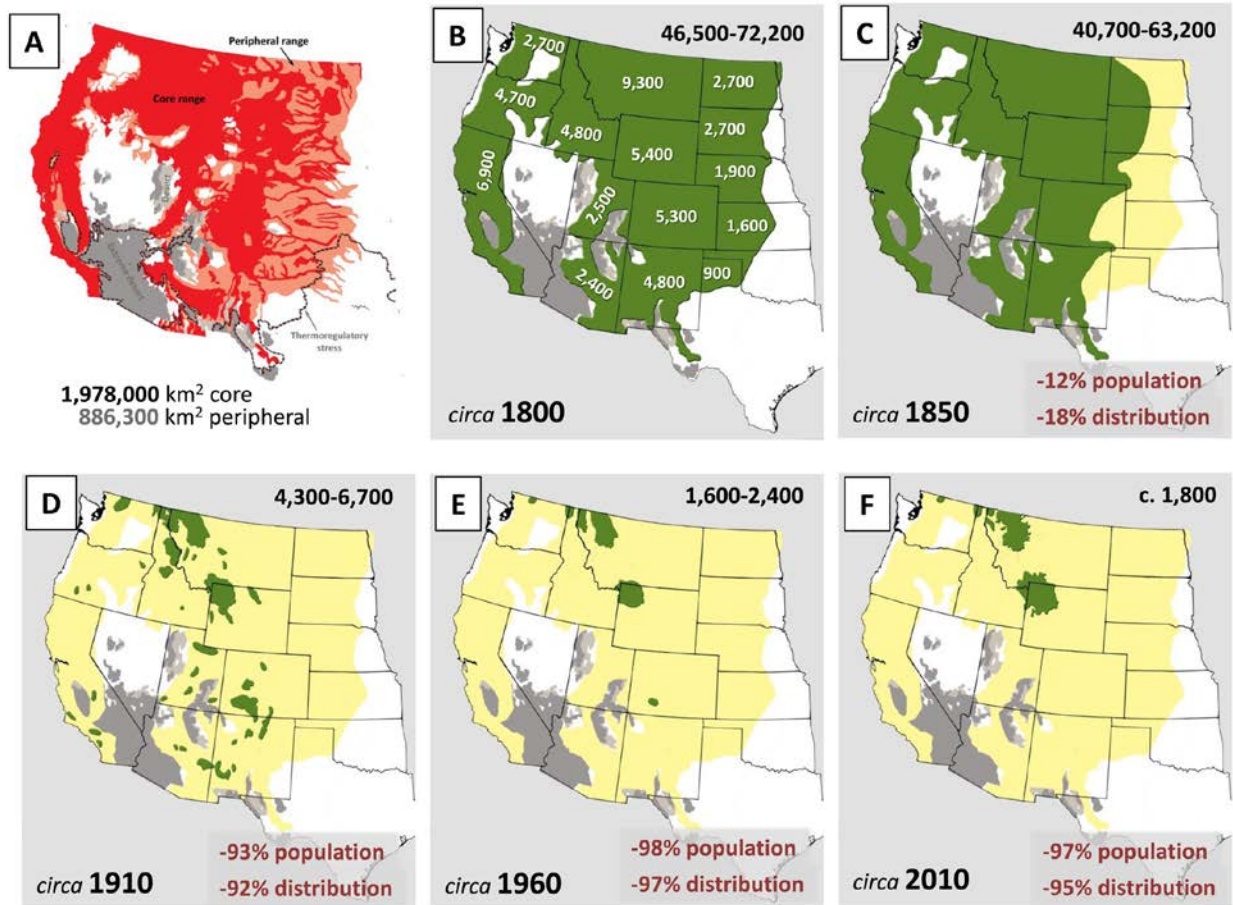 A
Peripheral range
Core range
Desert
Extreme desert
Thermoregulatory
stress
1,978,000 km² core
886,300 km² peripheral
B
46,500-72,200
2,700
9,300
2,700
4,700
4,800
2,700
5,400
6,900
1,900
2,500
5,300
1,600
2,400
4,800
900
circa 1800
C
40,700-63,200
-12% population
-18% distribution
circa 1850
D
4,300-6,700
-93% population
-92% distribution
circa 1910
E
1,600-2,400
-98% population
-97% distribution
circa 1960
F
c. 1,800
-97% population
-95% distribution
circa 2010